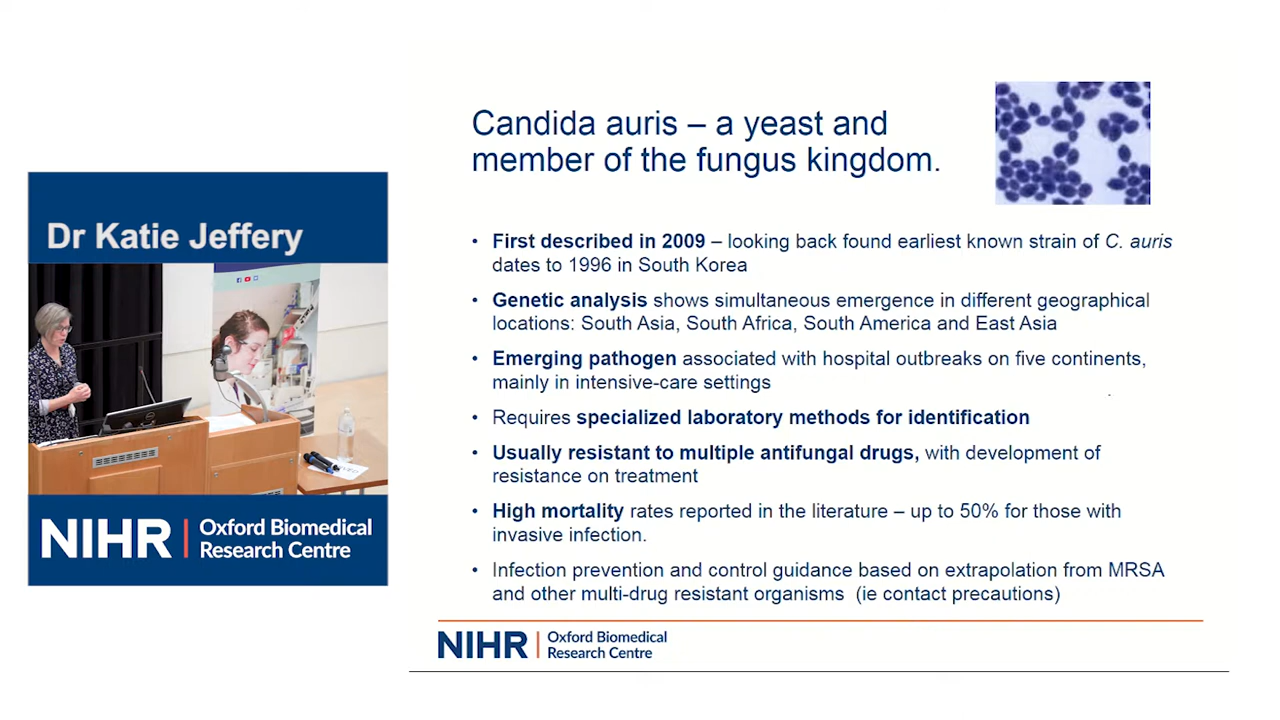 Dr Katie Jeffery
NIHR | Oxford Biomedical
Research Centre
Candida auris – a yeast and
member of the fungus kingdom.
• First described in 2009 – looking back found earliest known strain of C. auris
dates to 1996 in South Korea
• Genetic analysis shows simultaneous emergence in different geographical
locations: South Asia, South Africa, South America and East Asia
• Emerging pathogen associated with hospital outbreaks on five continents,
mainly in intensive-care settings
• Requires specialized laboratory methods for identification
• Usually resistant to multiple antifungal drugs, with development of
resistance on treatment
• High mortality rates reported in the literature – up to 50% for those with
invasive infection.
• Infection prevention and control guidance based on extrapolation from MRSA
and other multi-drug resistant organisms  (ie contact precautions)
NIHR | Oxford Biomedical
Research Centre